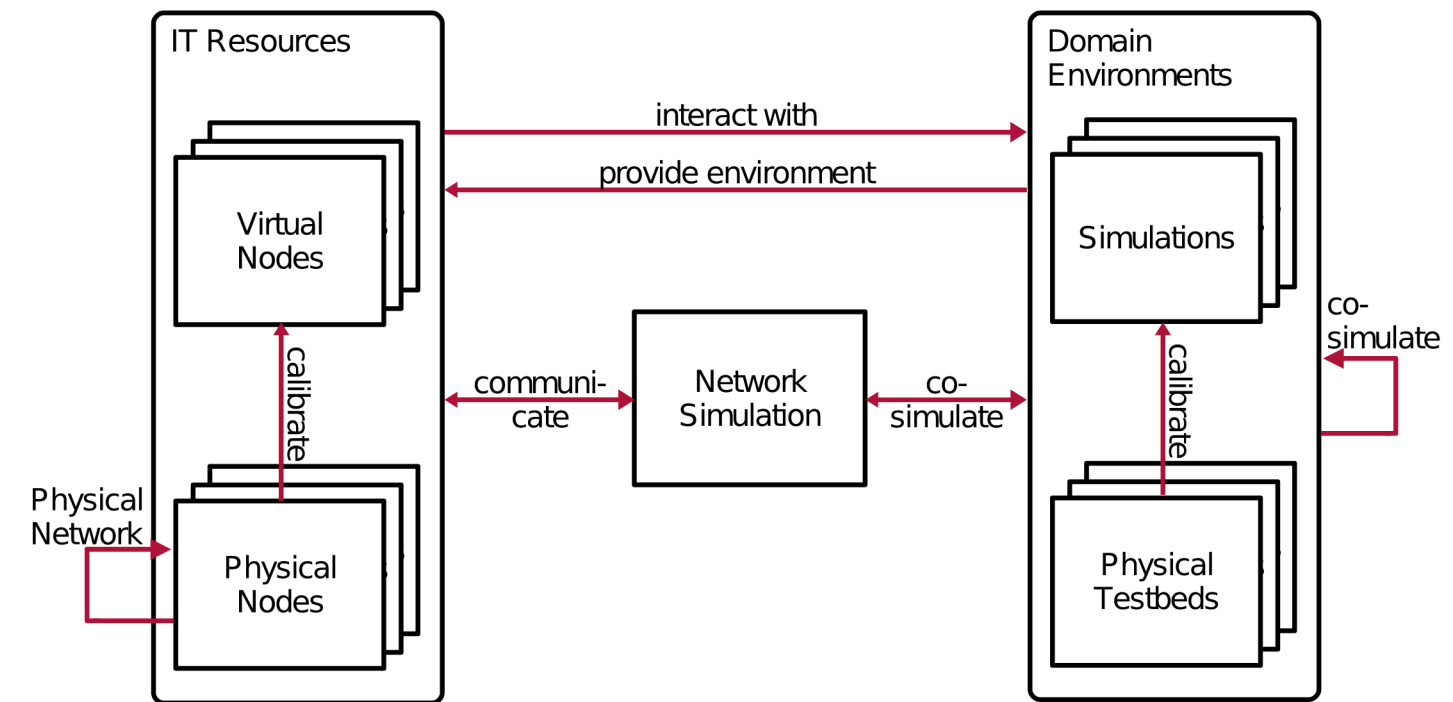 IT Resources
Domain
Environments
interact with
provide environment
Virtual
Nodes
Simulations
co-
simulate
calibrate
communi-
cate
Network
Simulation
co-
simulate
calibrate
Physical
Network
Physical
Nodes
Physical
Testbeds